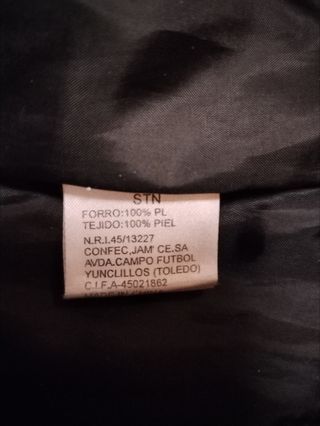 STN
FORRO:100% PL
TEJIDO:100% PIEL
N.R.I.45/13227
CONFEC,JAM' CE.SA
AVDA.CAMPO FUTBOL
YUNCLILLOS (TOLEDO)
C.I.F.A-45021862